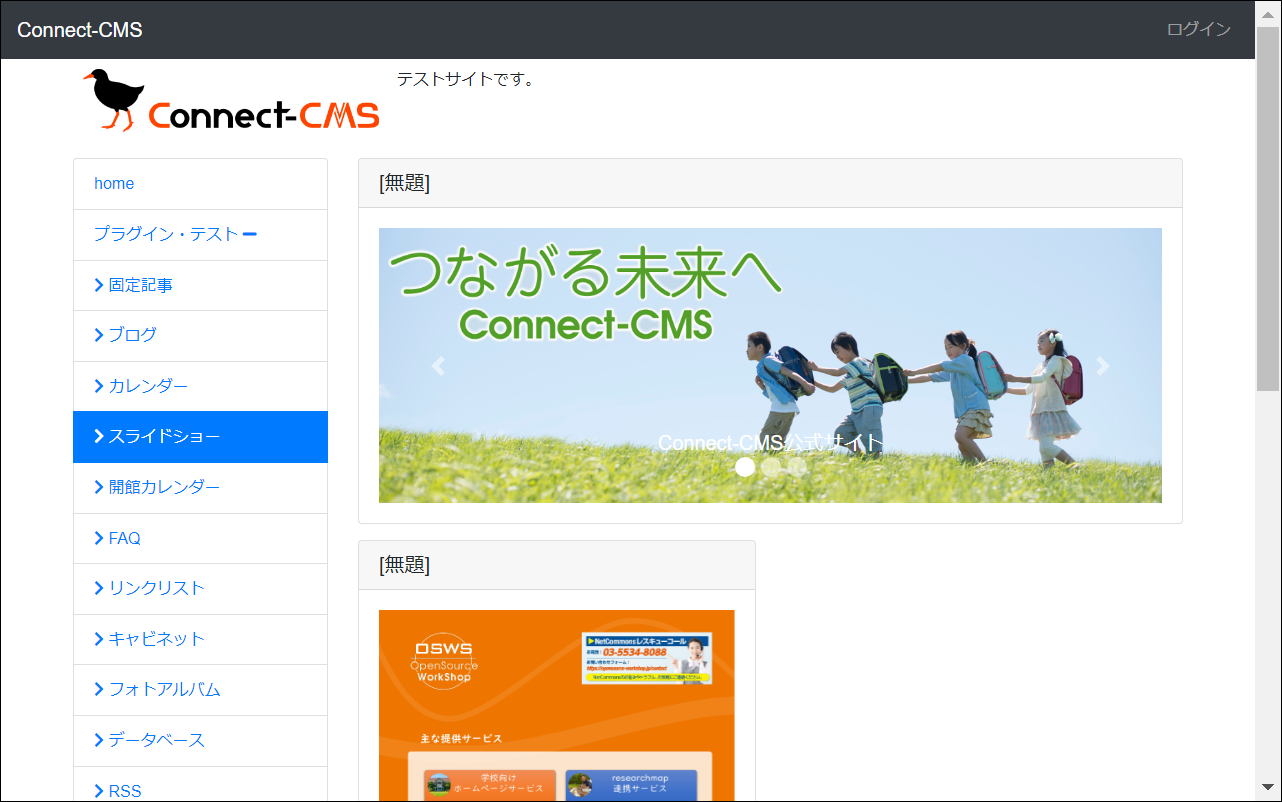 Connect-CMS
ログイン
Connect-CMS
テストサイトです。
home
プラグイン・テスト
固定記事
ブログ
カレンダー
スライドショー
開館カレンダー
FAQ
リンクリスト
キャビネット
フォトアルバム
データベース
RSS
[無題]
つながる未来へ
Connect-CMS
Connect-CMS公式サイト
[無題]
OSWS
OpenSource
WorkShop
NetCommonsレスキューコール
03-5534-8088
主な提供サービス
学校向け
ホームページサービス
researchmap
連携サービス